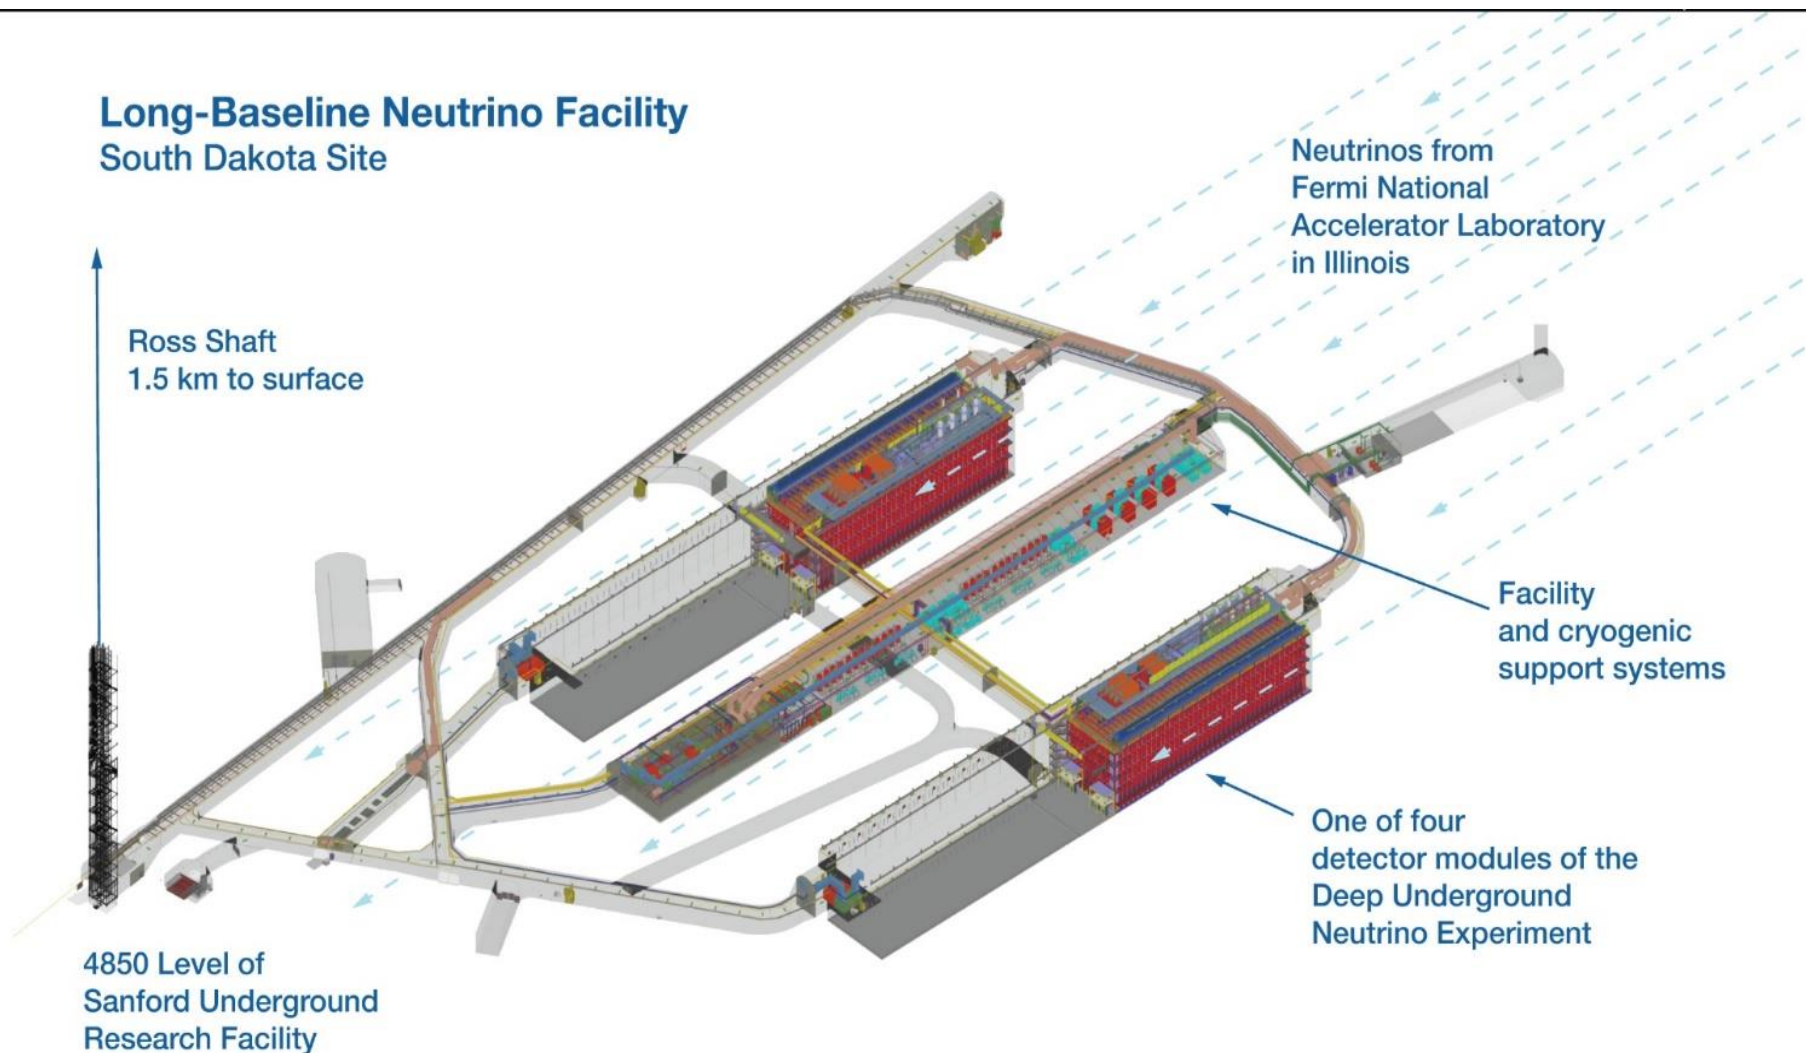 Long-Baseline Neutrino Facility
South Dakota Site
Neutrinos from
Fermi National
Accelerator Laboratory
in Illinois
Ross Shaft
1.5 km to surface
Facility
and cryogenic
support systems
One of four
detector modules of the
Deep Underground
Neutrino Experiment
4850 Level of
Sanford Underground
Research Facility